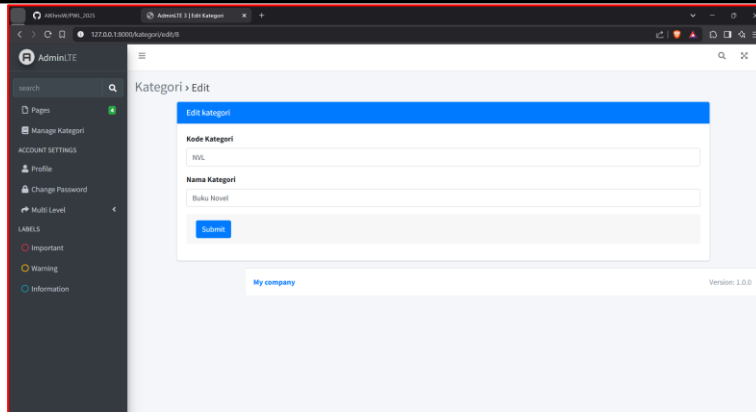 AlKhrisW/PWL_2025
AdminLTE 3 | Edit Kategori
127.0.0.1:8000/kategori/edit/8
AdminLTE
search
Pages
4
Manage Kategori
ACCOUNT SETTINGS
Profile
Change Password
Multi Level
LABELS
Important
Warning
Information
Kategori > Edit
Edit kategori
Kode Kategori
NVL
Nama Kategori
Buku Novel
Submit
My company
Version: 1.0.0